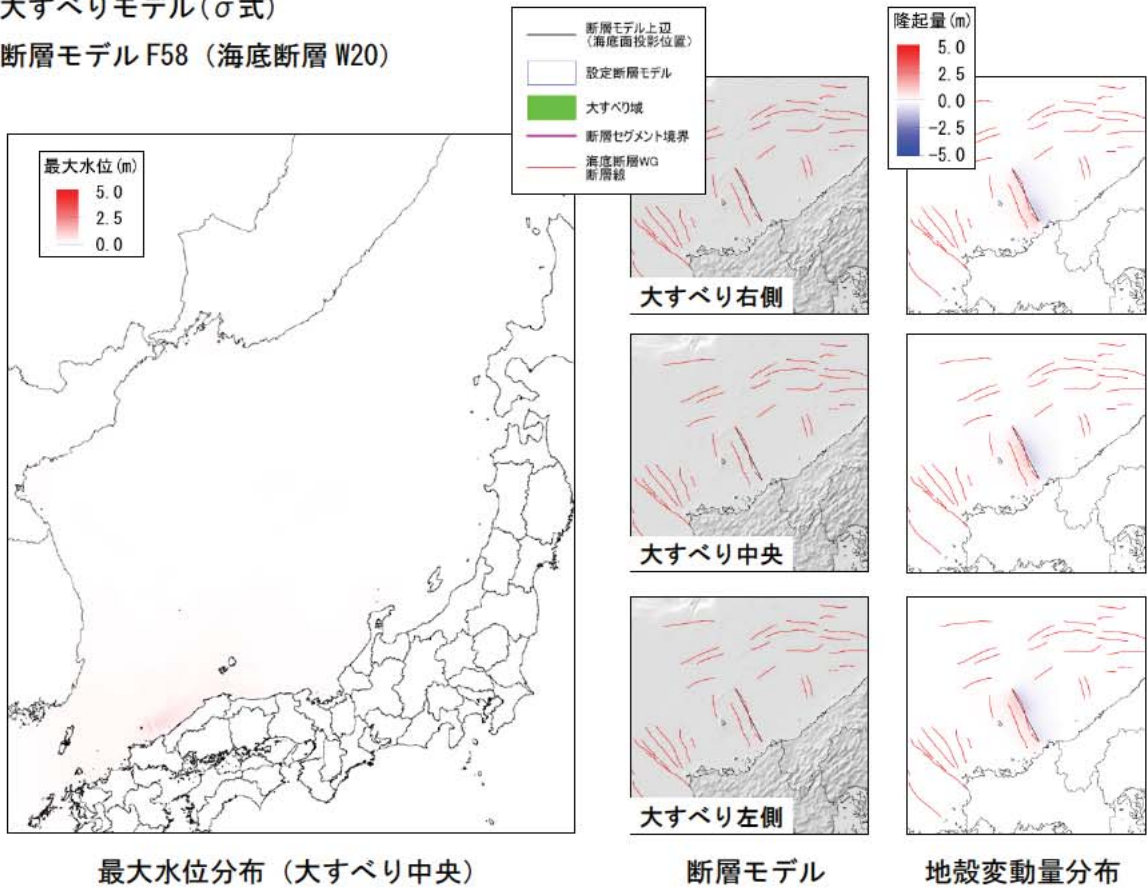 大すべりモデル(σ式)
断層モデル F58（海底断層 W20）
断層モデル上辺
(海底面投影位置)
設定断層モデル
大すべり域
断層セグメント境界
海底断層WG
断層線
隆起量(m)
5.0
2.5
0.0
-2.5
-5.0
最大水位(m)
5.0
2.5
0.0
大すべり右側
大すべり中央
大すべり左側
最大水位分布（大すべり中央）
断層モデル
地殻変動量分布